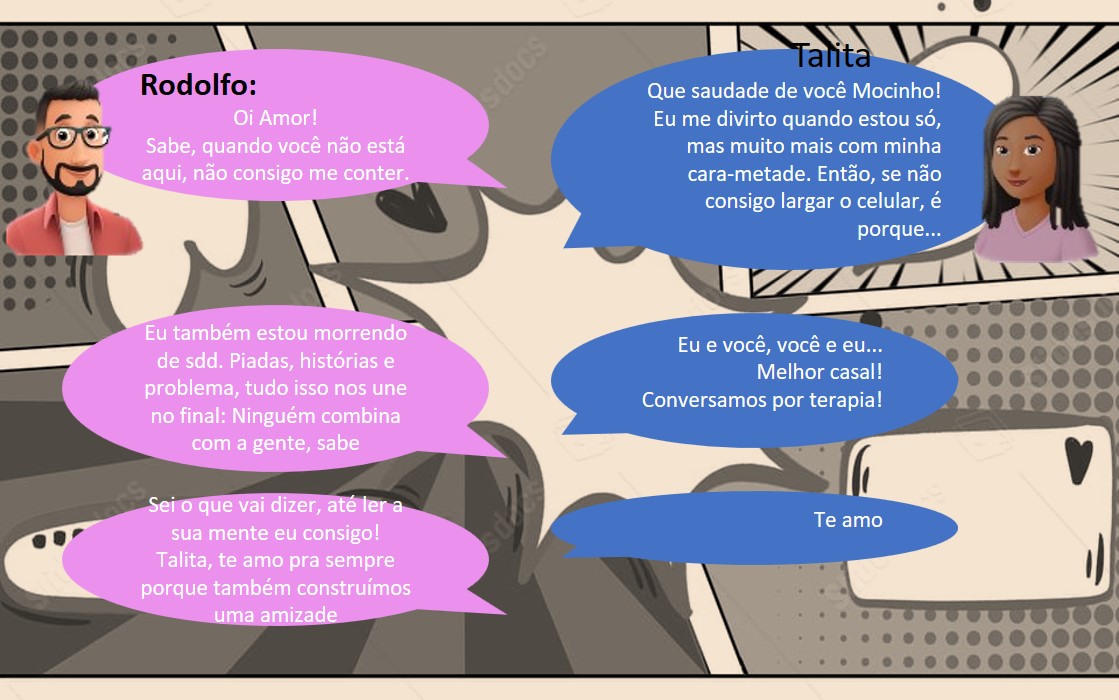 Rodolfo:
Oi Amor!
Sabe, quando você não está
aqui, não consigo me conter.
Talita
Que saudade de você Mocinho!
Eu me divirto quando estou só,
mas muito mais com minha
cara-metade. Então, se não
consigo largar o celular, é
porque...
Eu também estou morrendo
de sdd. Piadas, histórias e
problema, tudo isso nos une
no final: Ninguém combina
com a gente, sabe
Eu e você, você e eu...
Melhor casal!
Conversamos por terapia!
Sei o que vai dizer, até ler a
sua mente eu consigo!
Talita, te amo pra sempre
porque também construímos
uma amizade
Te amo